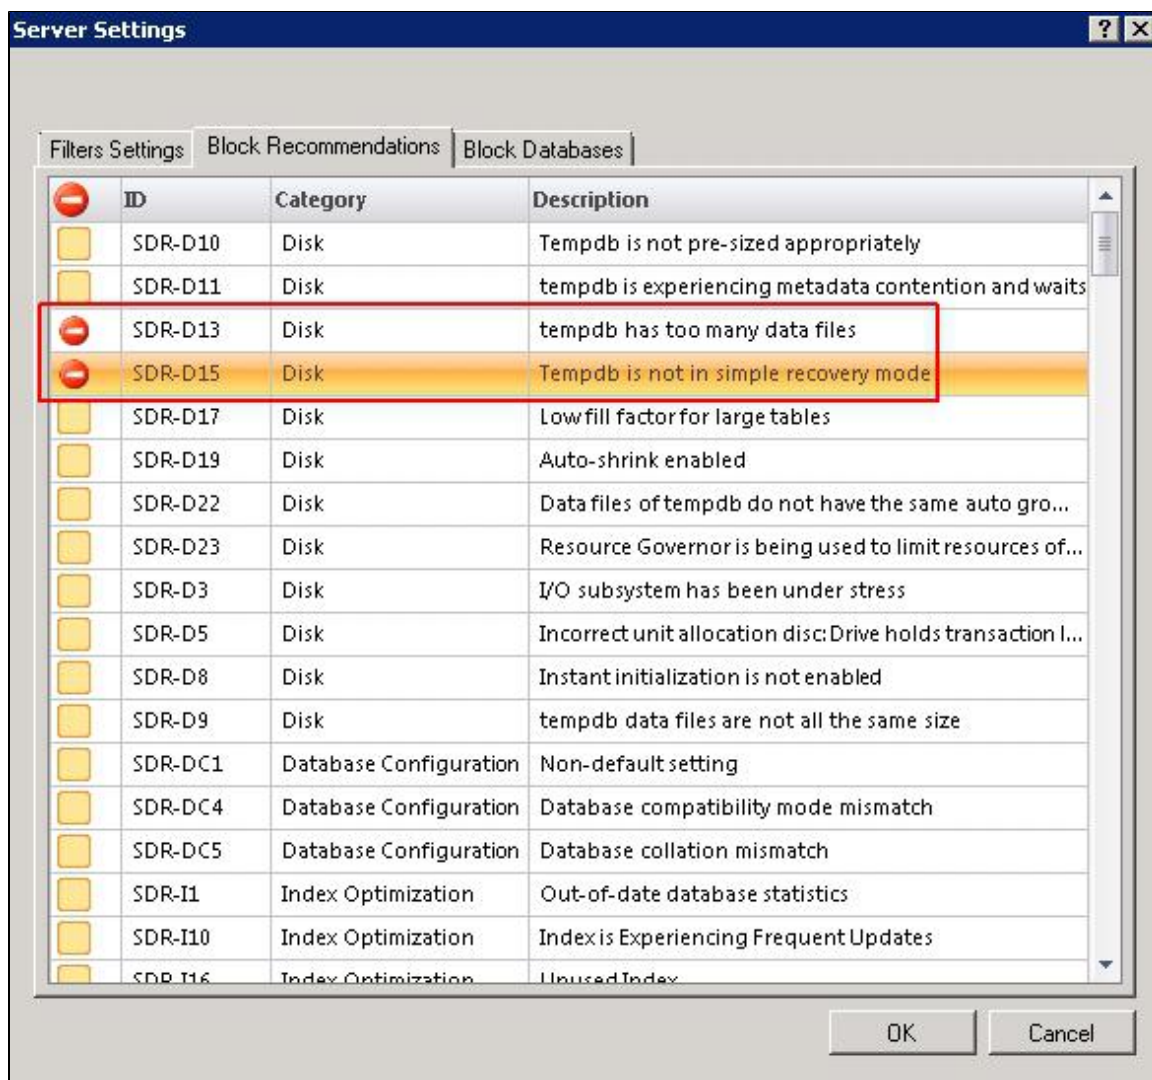 Server Settings
Filters Settings Block Recommendations Block Databases
ID Category Description
SDR-D10 Disk Tempdb is not pre-sized appropriately
SDR-D11 Disk tempdb is experiencing metadata contention and waits
SDR-D13 Disk tempdb has too many data files
SDR-D15 Disk Tempdb is not in simple recovery mode
SDR-D17 Disk Low fill factor for large tables
SDR-D19 Disk Auto-shrink enabled
SDR-D22 Disk Data files of tempdb do not have the same auto gro...
SDR-D23 Disk Resource Governor is being used to limit resources of...
SDR-D3 Disk I/O subsystem has been under stress
SDR-D5 Disk Incorrect unit allocation disc: Drive holds transaction l...
SDR-D8 Disk Instant initialization is not enabled
SDR-D9 Disk tempdb data files are not all the same size
SDR-DC1 Database Configuration Non-default setting
SDR-DC4 Database Configuration Database compatibility mode mismatch
SDR-DC5 Database Configuration Database collation mismatch
SDR-I1 Index Optimization Out-of-date database statistics
SDR-I10 Index Optimization Index is Experiencing Frequent Updates
SDR-I16 Index Optimization Unused Index
OK Cancel